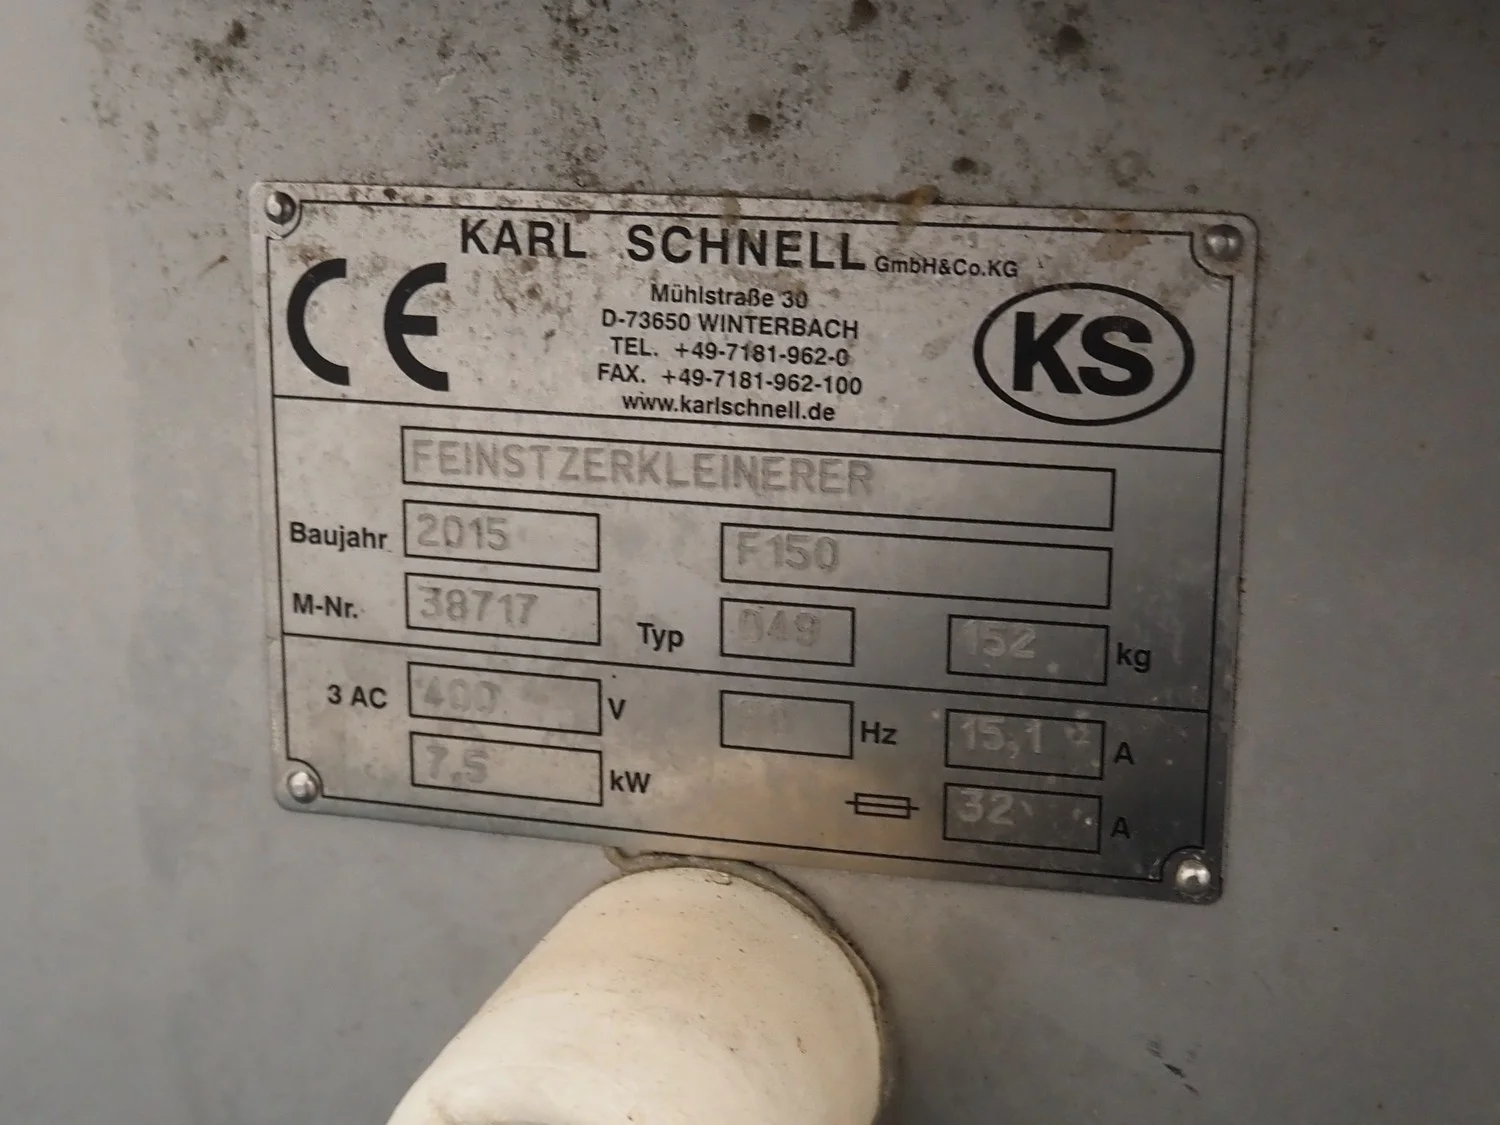 CE
KARL SCHNELL GmbH&Co.KG
Mühlstraße 30
D-73650 WINTERBACH
TEL. +49-7181-962-0
FAX. +49-7181-962-100
www.karlschnell.de
KS
FEINSTZERKLEINERER
Baujahr 2015 F150
M-Nr. 38717 Typ 049 152 kg
3 AC 400 V Hz 15,1 A
7,5 kW 32 A